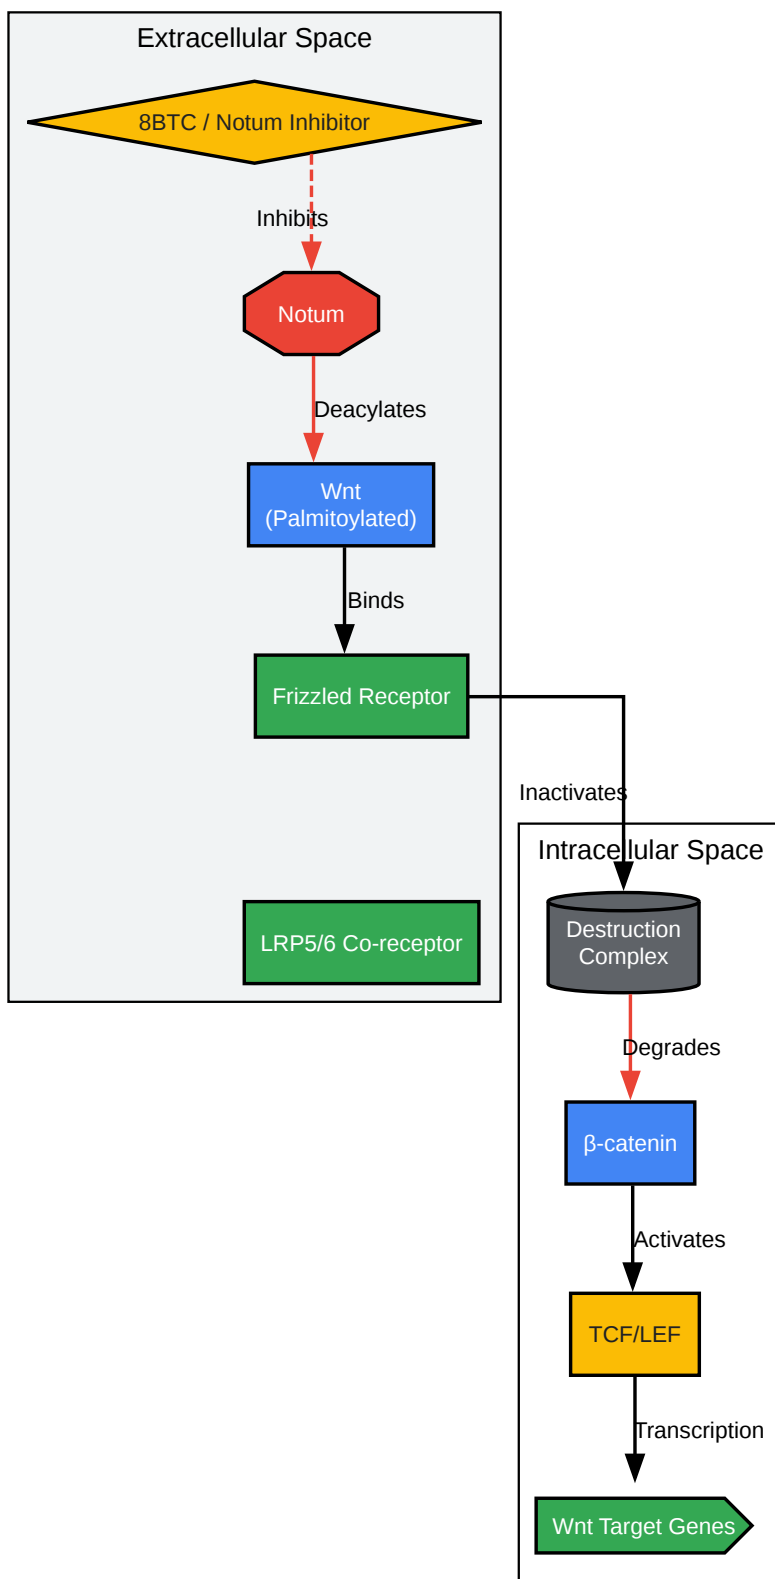 Extracellular Space
8BTC / Notum Inhibitor
Inhibits
Notum
Deacylates
Wnt
(Palmitoylated)
Binds
Frizzled Receptor
Inactivates
Intracellular Space
LRP5/6 Co-receptor
Destruction
Complex
Degrades
β-catenin
Activates
TCF/LEF
Transcription
Wnt Target Genes